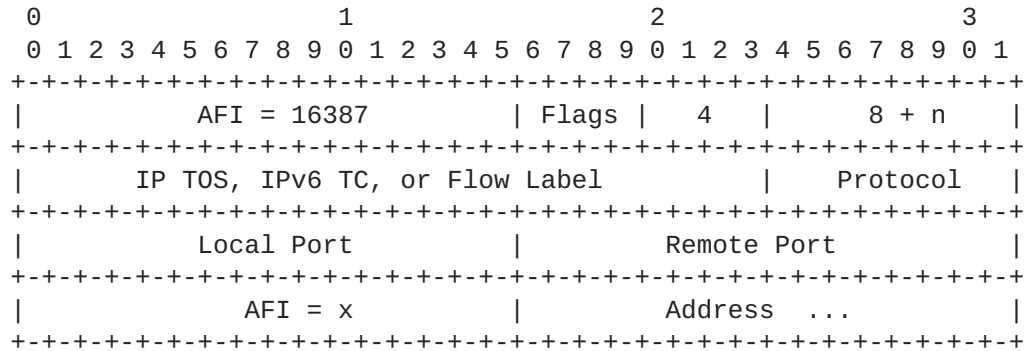 0                   1                   2                   3
 0 1 2 3 4 5 6 7 8 9 0 1 2 3 4 5 6 7 8 9 0 1 2 3 4 5 6 7 8 9 0 1
+-+-+-+-+-+-+-+-+-+-+-+-+-+-+-+-+-+-+-+-+-+-+-+-+-+-+-+-+-+-+-+-+
|           AFI = 16387         | Flags |   4   |      8 + n    |
+-+-+-+-+-+-+-+-+-+-+-+-+-+-+-+-+-+-+-+-+-+-+-+-+-+-+-+-+-+-+-+-+
|       IP TOS, IPv6 TC, or Flow Label          |    Protocol   |
+-+-+-+-+-+-+-+-+-+-+-+-+-+-+-+-+-+-+-+-+-+-+-+-+-+-+-+-+-+-+-+-+
|           Local Port          |         Remote Port           |
+-+-+-+-+-+-+-+-+-+-+-+-+-+-+-+-+-+-+-+-+-+-+-+-+-+-+-+-+-+-+-+-+
|              AFI = x          |         Address  ...          |
+-+-+-+-+-+-+-+-+-+-+-+-+-+-+-+-+-+-+-+-+-+-+-+-+-+-+-+-+-+-+-+-+